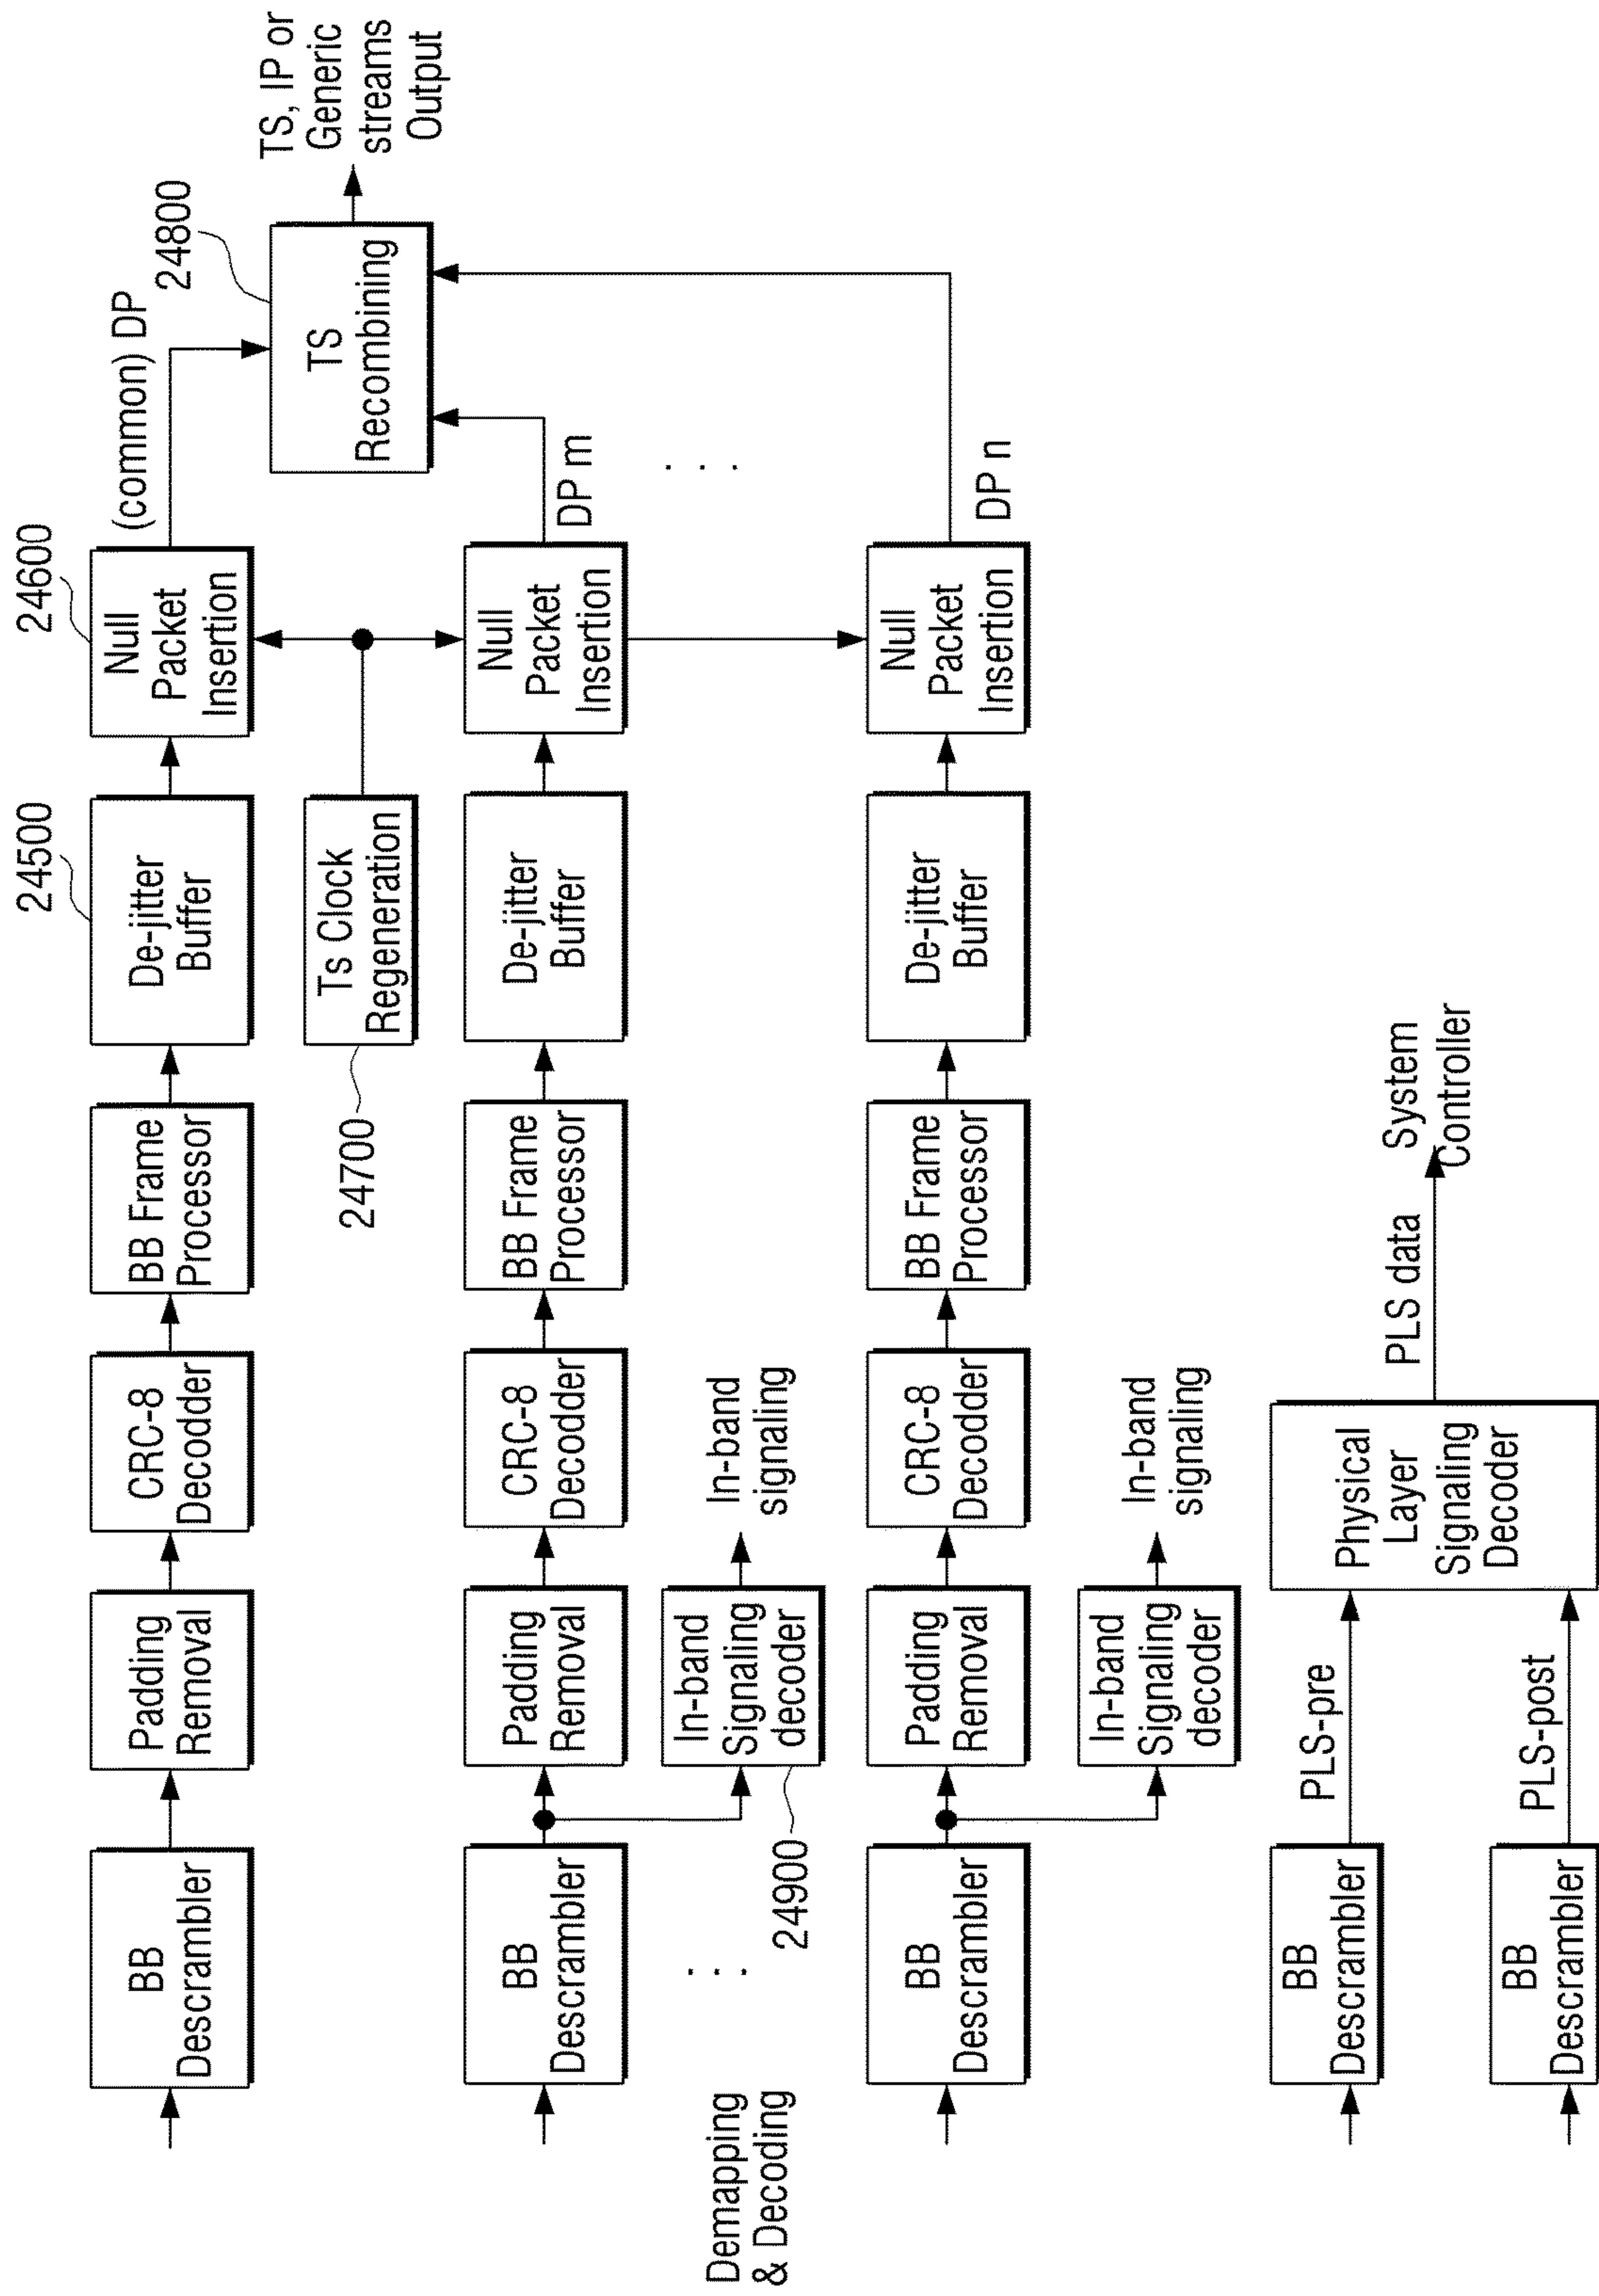 BB
Descrambler
Padding
Removal
CRC-8
Decodder
BB Frame
Processor
24500
De-jitter
Buffer
24600
Null
Packet
Insertion
(common) DP
24800
TS
Recombining
TS, IP or
Generic
streams
Output
24700
Ts Clock
Regeneration
BB
Descrambler
Padding
Removal
CRC-8
Decodder
BB Frame
Processor
De-jitter
Buffer
Null
Packet
Insertion
DP m
24900
In-band
Signaling
decoder
In-band
signaling
. . .
. . .
Demapping
& Decoding
BB
Descrambler
Padding
Removal
CRC-8
Decodder
BB Frame
Processor
De-jitter
Buffer
Null
Packet
Insertion
DP n
In-band
Signaling
decoder
In-band
signaling
BB
Descrambler
PLS-pre
Physical
Layer
Signaling
Decoder
PLS data
System
Controller
BB
Descrambler
PLS-post